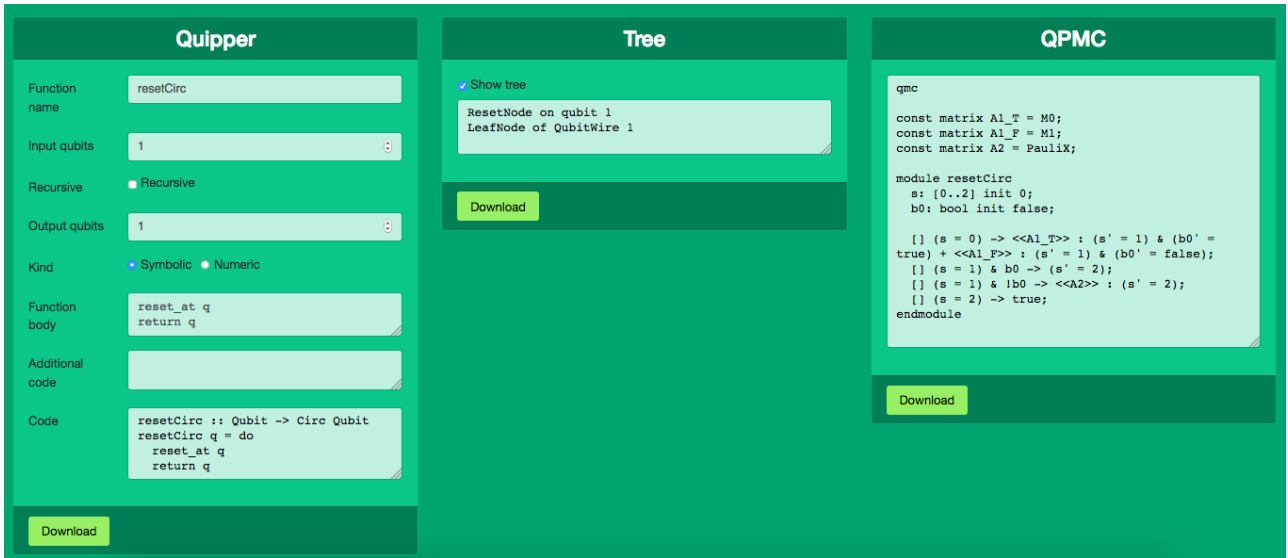 Quipper
Function
name
resetCirc
Input qubits
1
Recursive
Recursive
Output qubits
1
Kind
Symbolic
Numeric
Function
body
reset_at q
return q
Additional
code
Code
resetCirc :: Qubit -> Circ Qubit
resetCirc q = do
  reset_at q
  return q
Download
Tree
Show tree
ResetNode on qubit 1
LeafNode of QubitWire 1
Download
QPMC
qmc
const matrix A1_T = M0;
const matrix A1_F = M1;
const matrix A2 = PauliX;
module resetCirc
  s: [0..2] init 0;
  b0: bool init false;
  [] (s = 0) -> <<A1_T>> : (s' = 1) & (b0' =
true) + <<A1_F>> : (s' = 1) & (b0' = false);
  [] (s = 1) & b0 -> (s' = 2);
  [] (s = 1) & !b0 -> <<A2>> : (s' = 2);
  [] (s = 2) -> true;
endmodule
Download